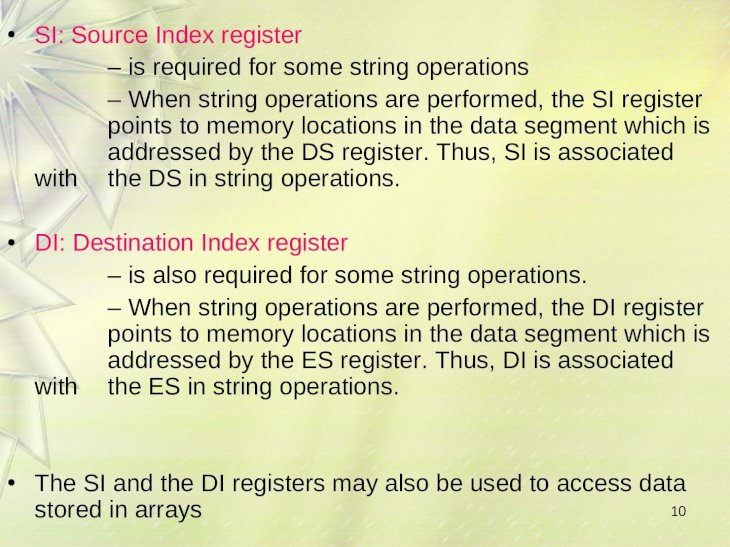 • SI: Source Index register
– is required for some string operations
– When string operations are performed, the SI register
points to memory locations in the data segment which is
addressed by the DS register. Thus, SI is associated
with the DS in string operations.
• DI: Destination Index register
– is also required for some string operations.
– When string operations are performed, the DI register
points to memory locations in the data segment which is
addressed by the ES register. Thus, DI is associated
with the ES in string operations.
• The SI and the DI registers may also be used to access data
stored in arrays
10